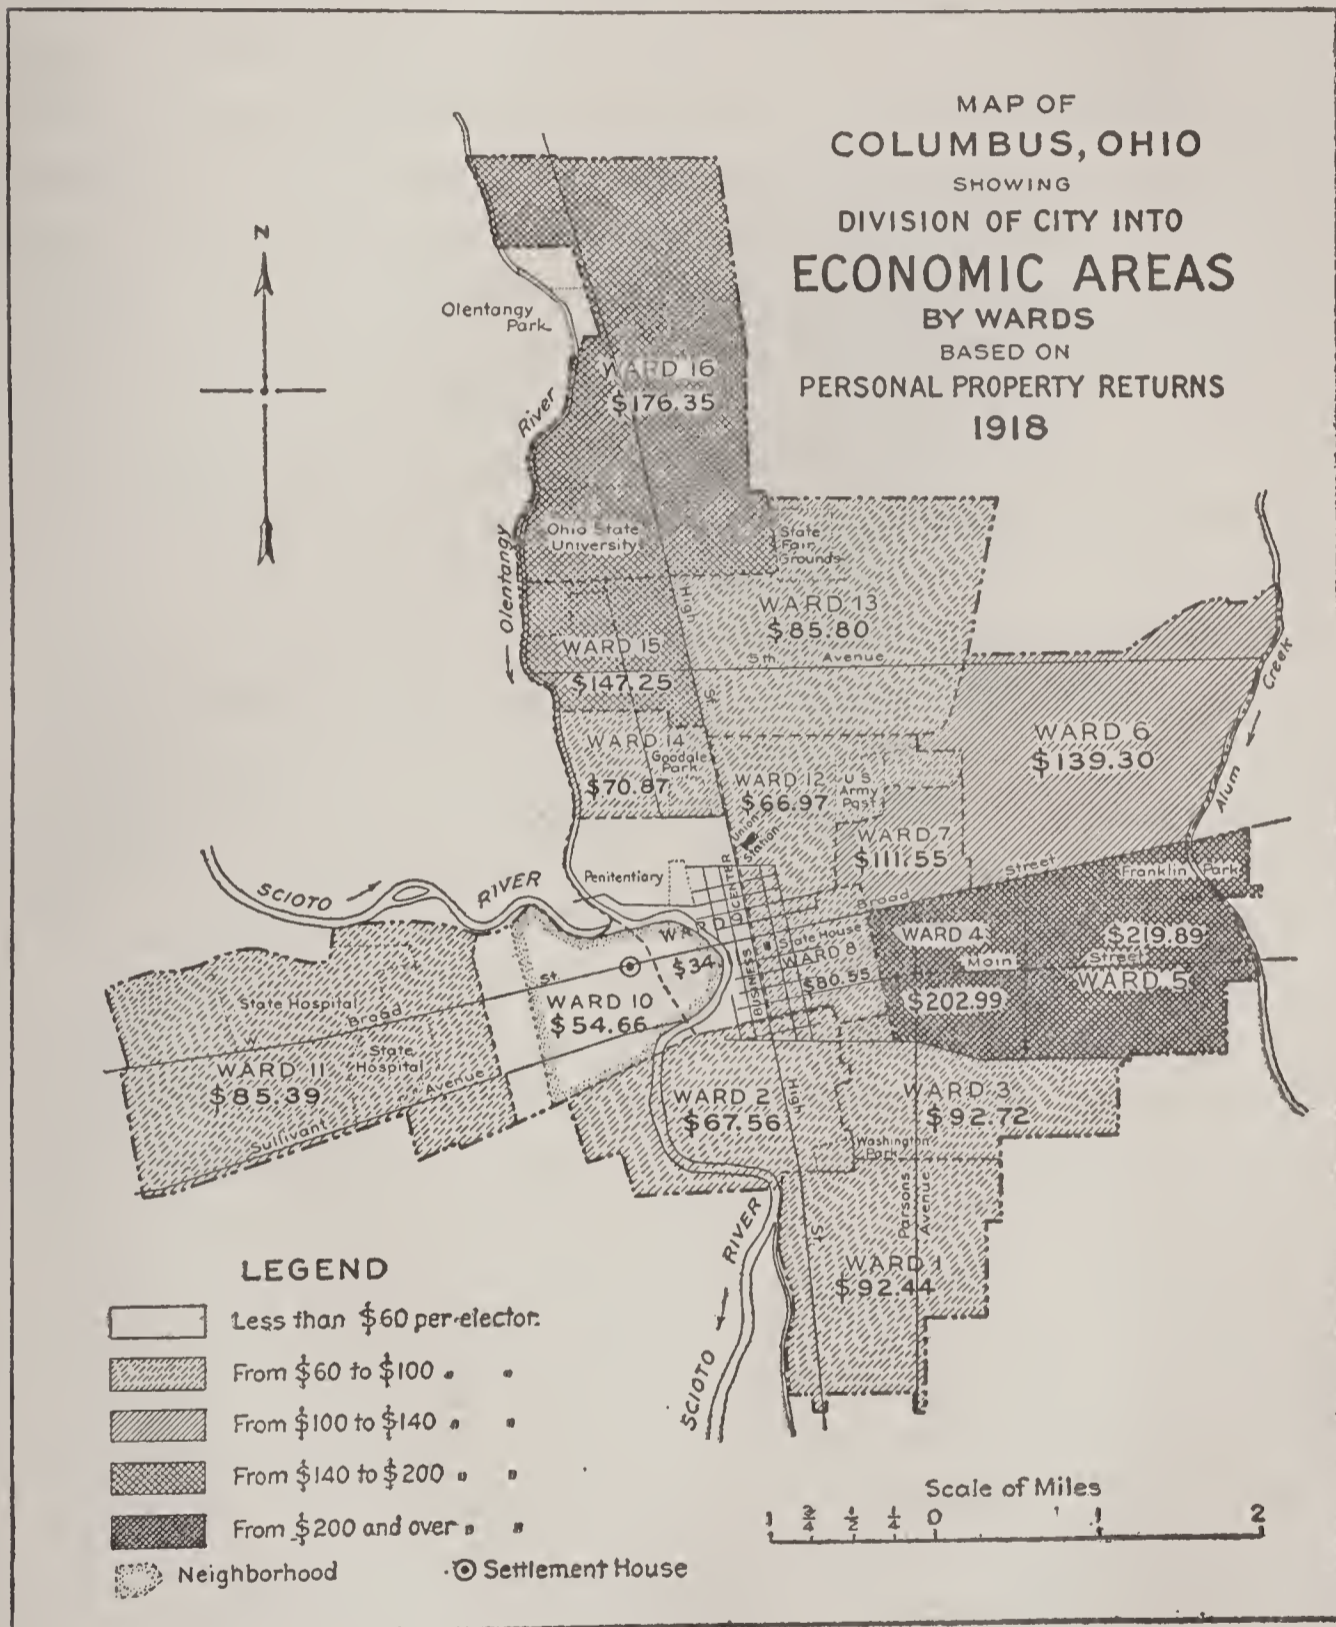 MAP OF
COLUMBUS, OHIO
SHOWING
DIVISION OF CITY INTO
ECONOMIC AREAS
BY WARDS
BASED ON
PERSONAL PROPERTY RETURNS
1918
N
Olentangy
Park
River
Olentangy
WARD 16
$176.35
Ohio State
University
State
Fair
Grounds
High
St.
WARD 13
$85.80
5th Avenue
WARD 15
$147.25
WARD 14
Goodale
Park
$70.87
WARD 12
$66.97
U S
Army
Post
Union
Station
WARD 6
$139.30
Alum Creek
WARD 7
$111.55
Broad Street
Franklin Park
Penitentiary
SCIOTO RIVER
WARD 9
$34
BUSINESS CENTER
State House
WARD 8
$80.55
WARD 4
$202.99
Main Street
$219.89
WARD 5
St.
WARD 10
$54.66
State Hospital
W. Broad
State
Hospital
WARD 11
$85.39
Sullivant Avenue
WARD 2
$67.56
High
St.
WARD 3
$92.72
Washington
Park
Parsons
Avenue
WARD 1
$92.44
SCIOTO RIVER
LEGEND
Less than $60 per elector.
From $60 to $100 " "
From $100 to $140 " "
From $140 to $200 " "
From $200 and over " "
Neighborhood
Settlement House
Scale of Miles
1 3/4 1/2 1/4 0 1 2